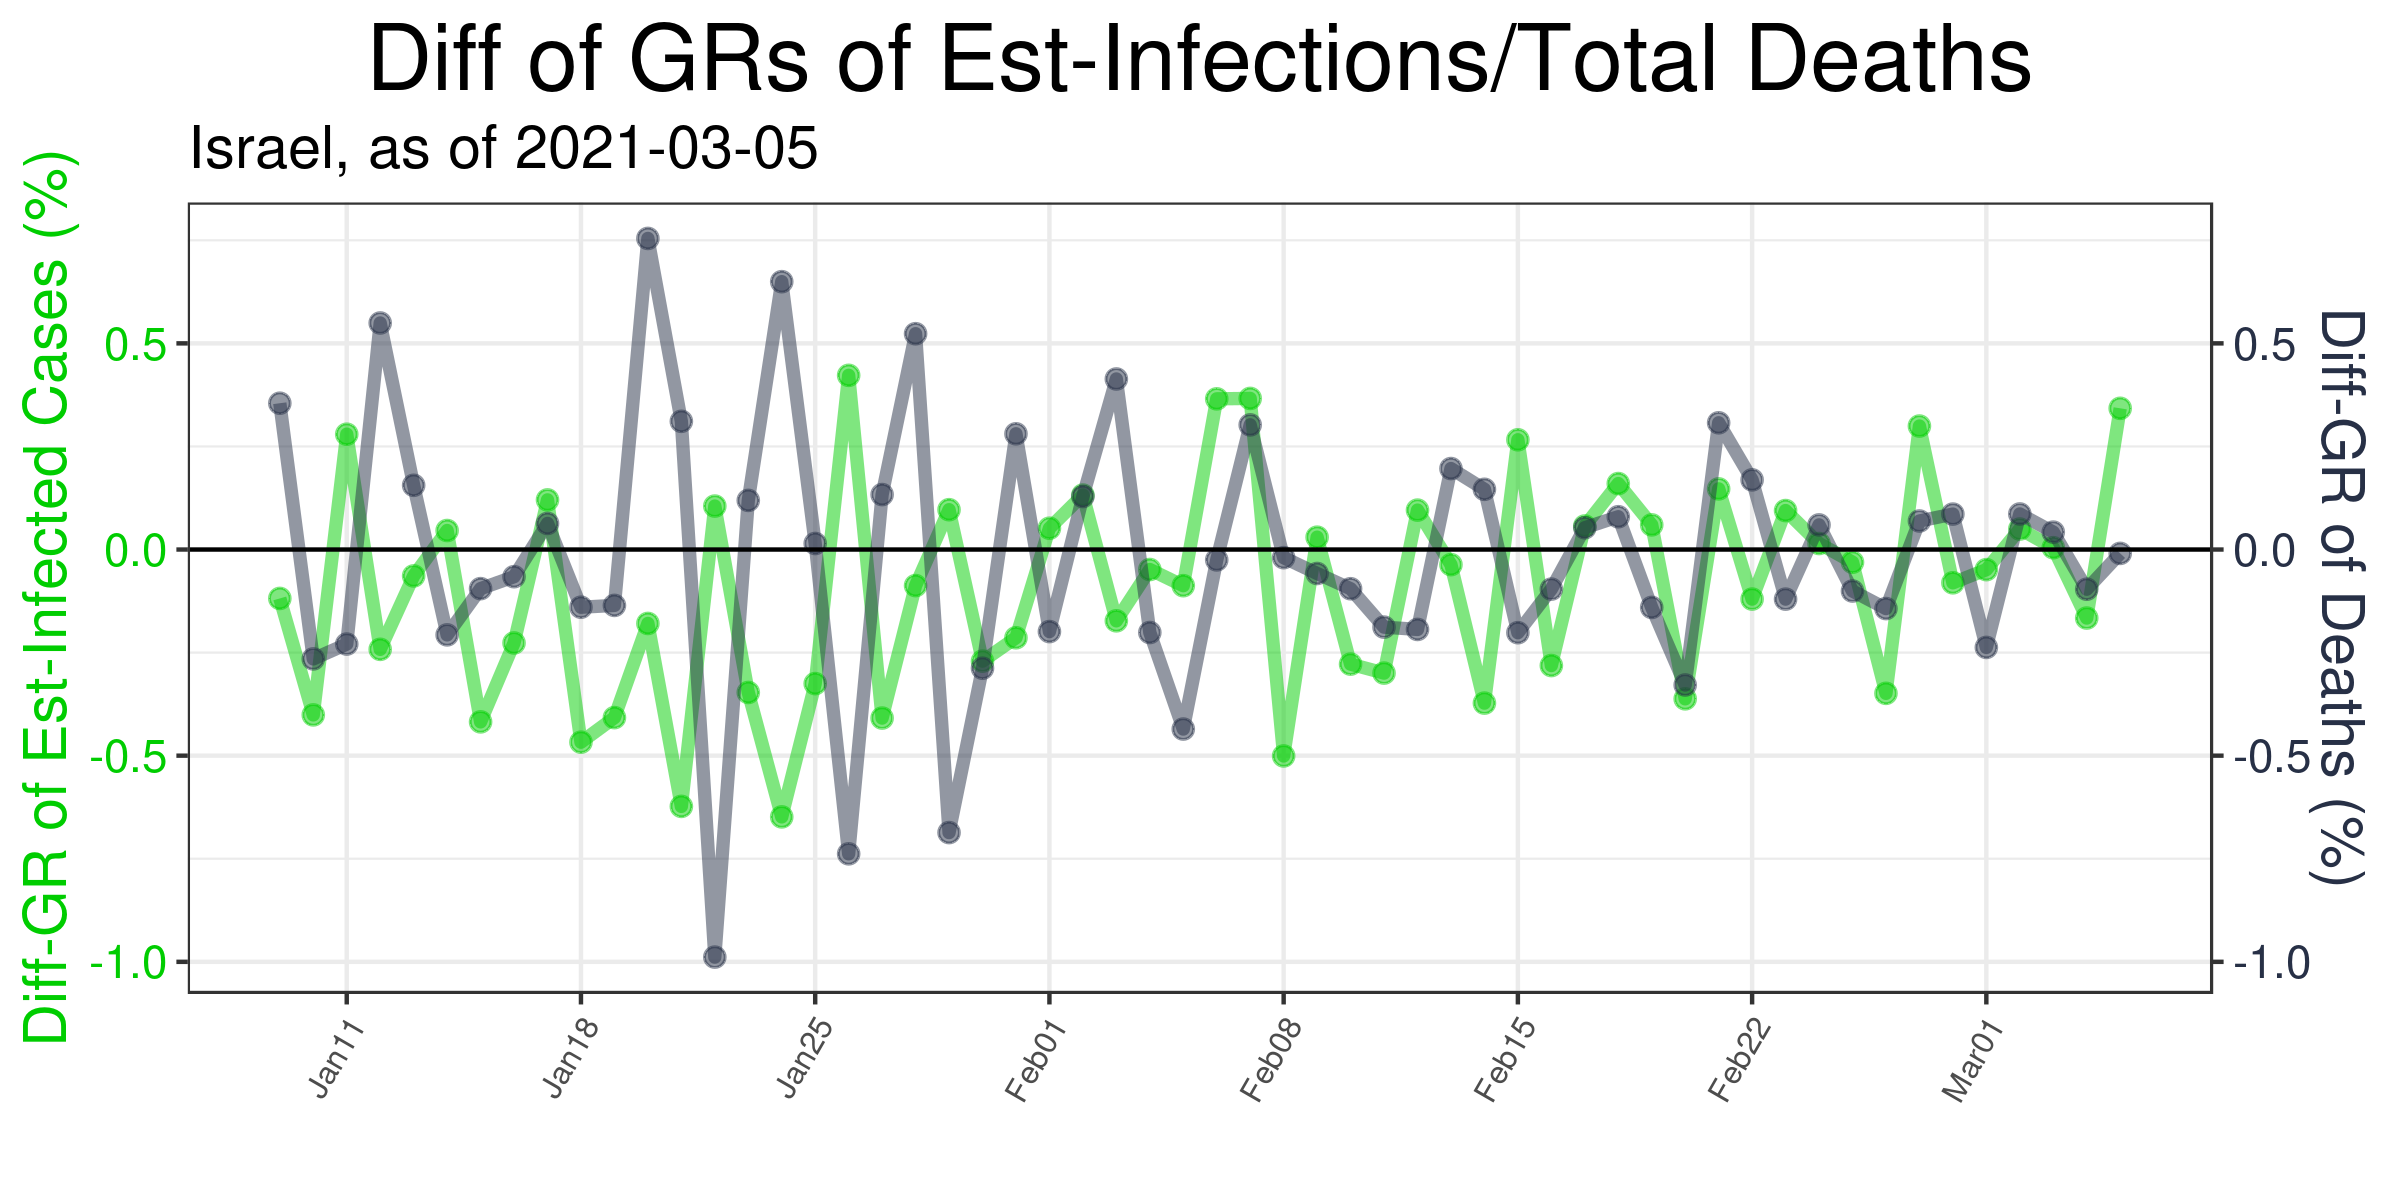 Diff of GRs of Est-Infections/Total Deaths
Israel, as of 2021-03-05
Diff-GR of Est-Infected Cases (%)
0.5
0.0
-0.5
-1.0
0.5
0.0
-0.5
-1.0
Diff-GR of Deaths (%)
Jan11
Jan18
Jan25
Feb01
Feb08
Feb15
Feb22
Mar01